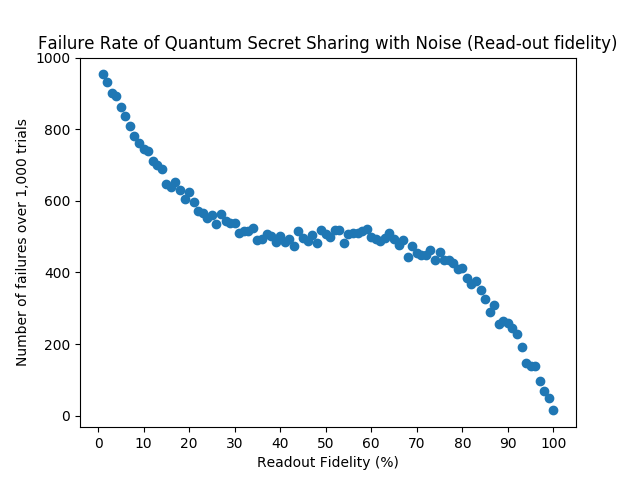 Failure Rate of Quantum Secret Sharing with Noise (Read-out fidelity)
1000
800
600
400
200
0
Number of failures over 1,000 trials
0 10 20 30 40 50 60 70 80 90 100
Readout Fidelity (%)